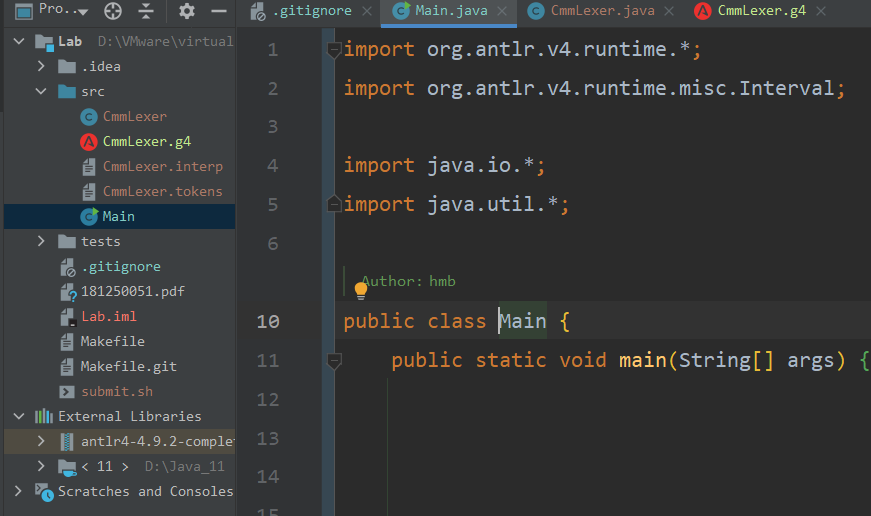 Pro..
.gitignore
Main.java
CmmLexer.java
CmmLexer.g4
Lab D:\VMware\virtual
.idea
src
CmmLexer
CmmLexer.g4
CmmLexer.interp
CmmLexer.tokens
Main
tests
.gitignore
181250051.pdf
Lab.iml
Makefile
Makefile.git
submit.sh
External Libraries
antlr4-4.9.2-complet
< 11 > D:\Java_11
Scratches and Consoles
1 import org.antlr.v4.runtime.*;
2 import org.antlr.v4.runtime.misc.Interval;
3
4 import java.io.*;
5 import java.util.*;
6
Author: hmb
10 public class Main {
11 public static void main(String[] args) {
12
13
14
15